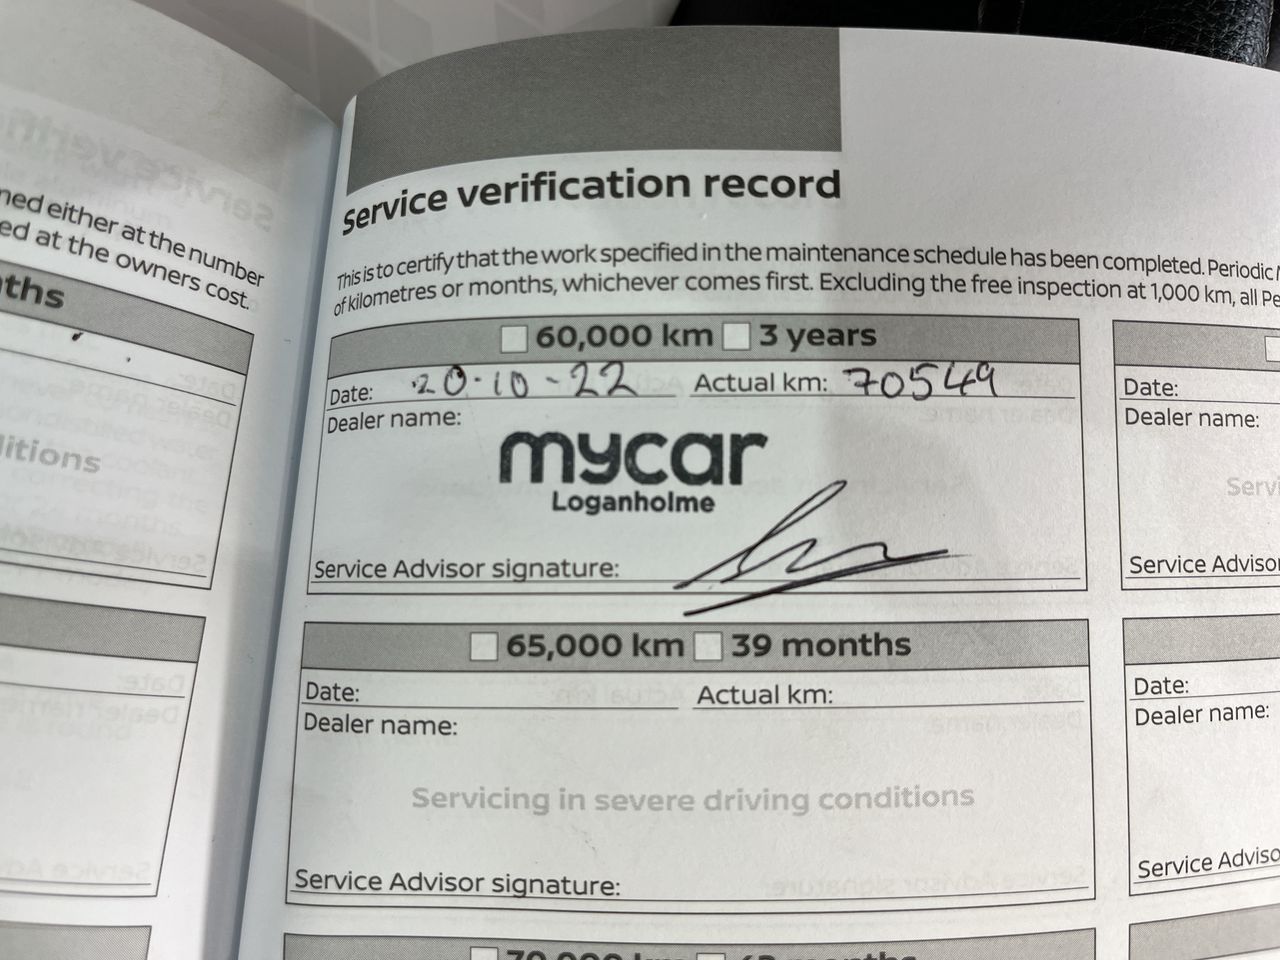 ned either at the number
ed at the owners cost.
ths
litions
Service verification record
This is to certify that the work specified in the maintenance schedule has been completed. Periodic
of kilometres or months, whichever comes first. Excluding the free inspection at 1,000 km, all Pe
60,000 km 3 years
Date: 20-10-22 Actual km: 70549
Dealer name:
mycar
Loganholme
Service Advisor signature:
65,000 km 39 months
Date: Actual km:
Dealer name:
Servicing in severe driving conditions
Service Advisor signature:
Date:
Dealer name:
Servi
Service Advisor
Date:
Dealer name:
Service Adviso